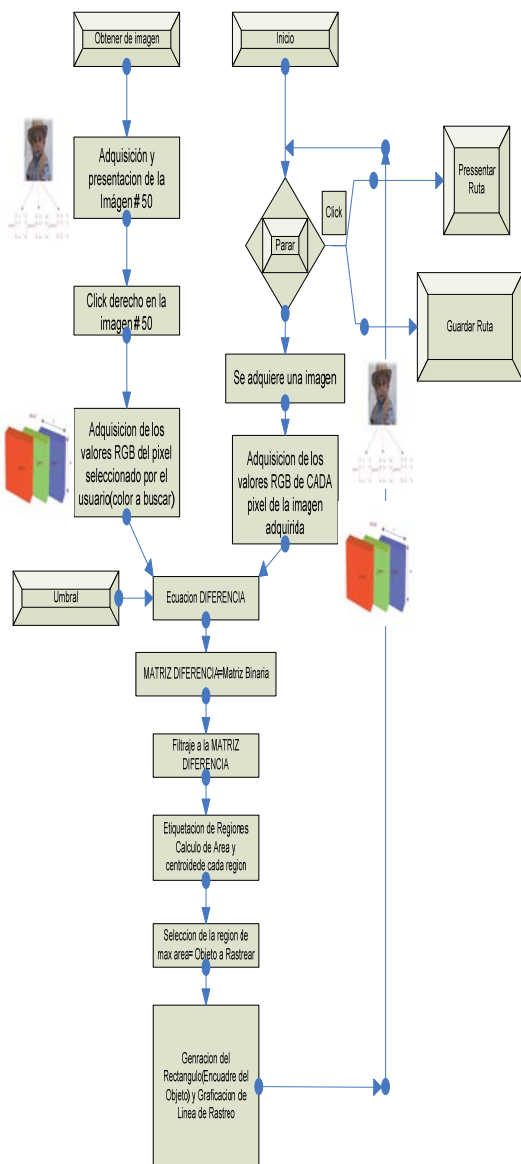 Obtener de imagen
Inicio
Adquisición y
presentacion de la
Imágen # 50
Click
Parar
Pressentar
Ruta
Click derecho en la
imagen # 50
Guardar Ruta
Se adquiere una imagen
Adquisicion de los
valores RGB del pixel
seleccionado por el
usuario(color a buscar)
Adquisicion de los
valores RGB de CADA
pixel de la imagen
adquirida
Umbral
Ecuacion DIFERENCIA
MATRIZ DIFERENCIA=Matriz Binaria
Filtraje a la MATRIZ
DIFERENCIA
Etiquetacion de Regiones
Calculo de Area y
centroidede cada region
Seleccion de la region de
max area= Objeto a Rastrear
Genracion del
Rectangulo(Encuadre del
Objeto) y Graficacion de
Linea de Rastreo